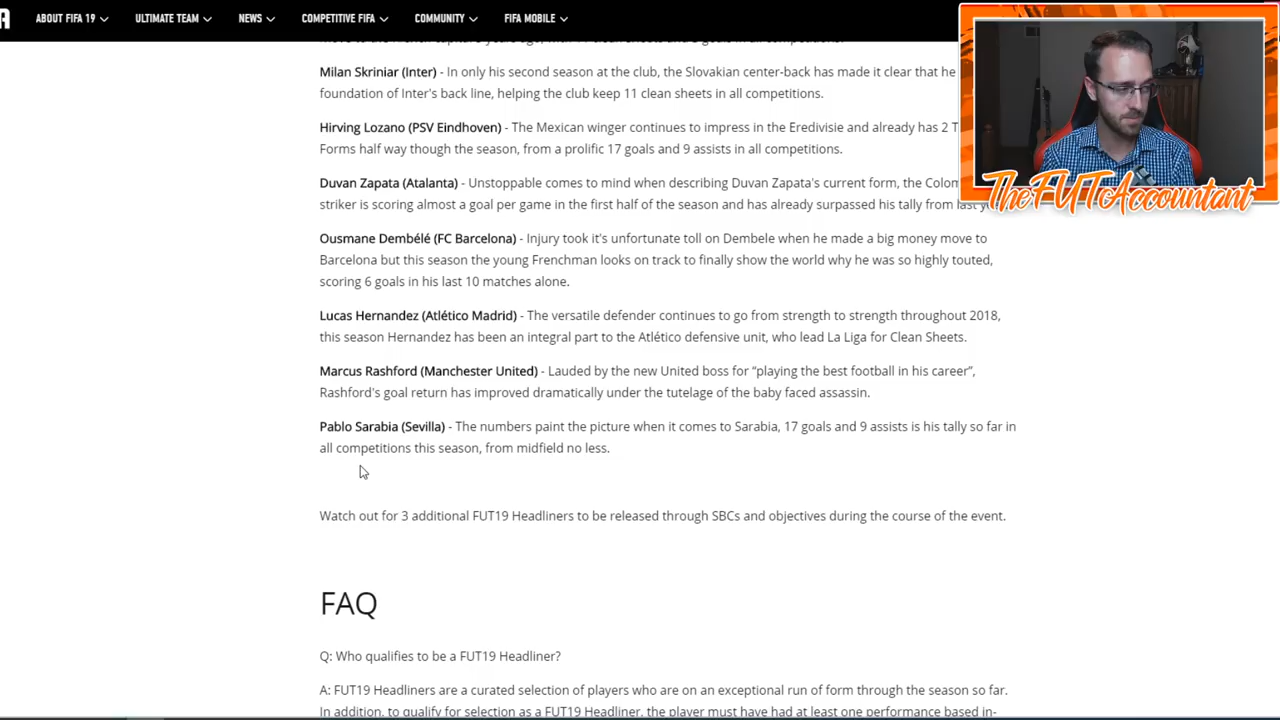 ABOUT FIFA 19 ULTIMATE TEAM NEWS COMPETITIVE FIFA COMMUNITY FIFA MOBILE
Milan Skriniar (Inter) - In only his second season at the club, the Slovakian center-back has made it clear that he
foundation of Inter's back line, helping the club keep 11 clean sheets in all competitions.
Hirving Lozano (PSV Eindhoven) - The Mexican winger continues to impress in the Eredivisie and already has 2 T
Forms half way though the season, from a prolific 17 goals and 9 assists in all competitions.
Duvan Zapata (Atalanta) - Unstoppable comes to mind when describing Duvan Zapata's current form, the Colom
striker is scoring almost a goal per game in the first half of the season and has already surpassed his tally from last
Ousmane Dembélé (FC Barcelona) - Injury took it's unfortunate toll on Dembele when he made a big money move to
Barcelona but this season the young Frenchman looks on track to finally show the world why he was so highly touted,
scoring 6 goals in his last 10 matches alone.
Lucas Hernandez (Atlético Madrid) - The versatile defender continues to go from strength to strength throughout 2018,
this season Hernandez has been an integral part to the Atlético defensive unit, who lead La Liga for Clean Sheets.
Marcus Rashford (Manchester United) - Lauded by the new United boss for “playing the best football in his career”,
Rashford's goal return has improved dramatically under the tutelage of the baby faced assassin.
Pablo Sarabia (Sevilla) - The numbers paint the picture when it comes to Sarabia, 17 goals and 9 assists is his tally so far in
all competitions this season, from midfield no less.
Watch out for 3 additional FUT19 Headliners to be released through SBCs and objectives during the course of the event.
FAQ
Q: Who qualifies to be a FUT19 Headliner?
A: FUT19 Headliners are a curated selection of players who are on an exceptional run of form through the season so far.
In addition, to qualify for selection as a FUT19 Headliner, the player must have had at least one performance based in-
TheFUTAccountant